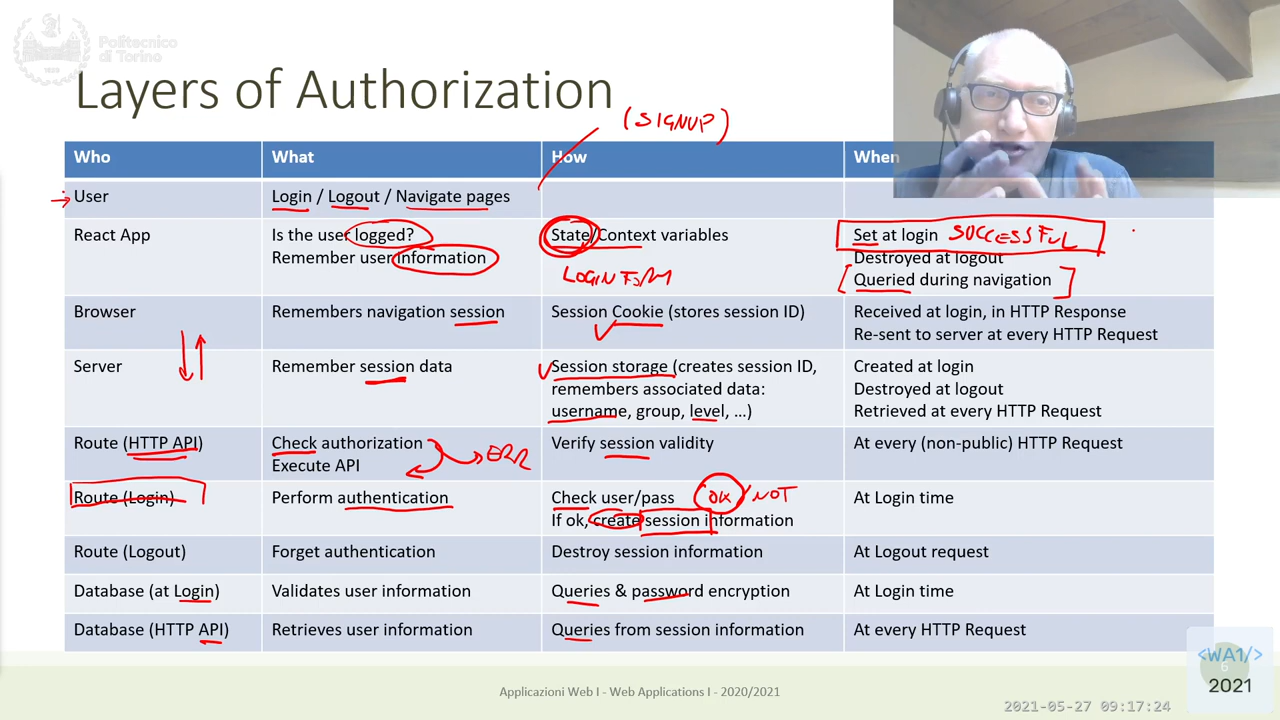 Politecnico
di Torino
Layers of Authorization
(SIGNUP)
Who What How When
User Login / Logout / Navigate pages
React App Is the user logged? State/Context variables Set at login SUCCESSFUL
Remember user information LOGIN FORM Destroyed at logout
Queried during navigation
Browser Remembers navigation session Session Cookie (stores session ID) Received at login, in HTTP Response
Re-sent to server at every HTTP Request
Server Remember session data Session storage (creates session ID, Created at login
remembers associated data: Destroyed at logout
username, group, level, ...) Retrieved at every HTTP Request
Route (HTTP API) Check authorization Verify session validity At every (non-public) HTTP Request
Execute API ERR
Route (Login) Perform authentication Check user/pass OK/NOT At Login time
If ok, create session information
Route (Logout) Forget authentication Destroy session information At Logout request
Database (at Login) Validates user information Queries & password encryption At Login time
Database (HTTP API) Retrieves user information Queries from session information At every HTTP Request
Applicazioni Web I - Web Applications I - 2020/2021
<WA1/>
6
2021
2021-05-27 09:17:24